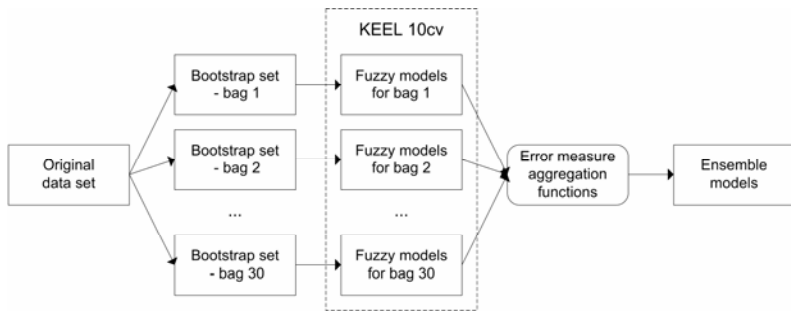 KEEL 10cv
Original
data set
Bootstrap set
- bag 1
Fuzzy models
for bag 1
Bootstrap set
- bag 2
Fuzzy models
for bag 2
...
...
Bootstrap set
- bag 30
Fuzzy models
for bag 30
Error measure
aggregation
functions
Ensemble
models